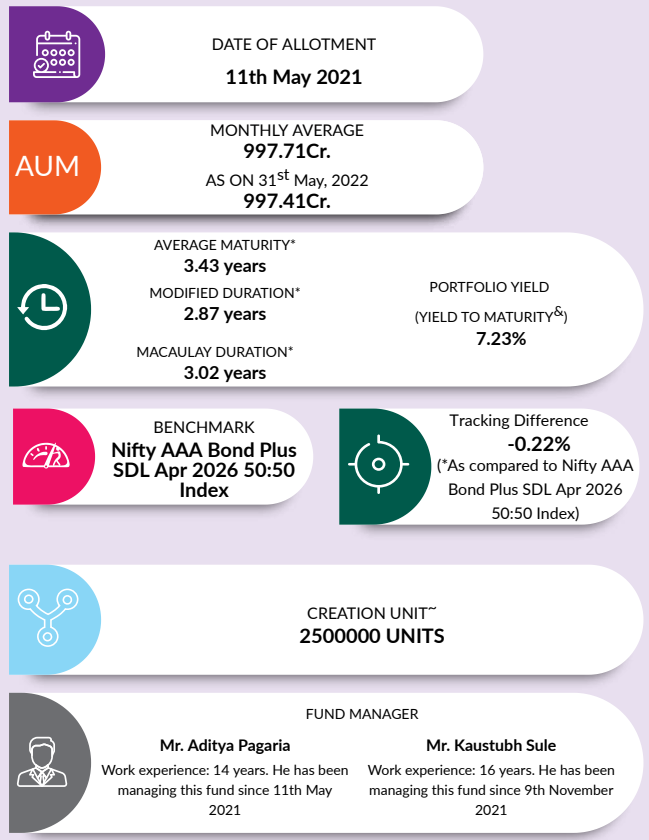 DATE OF ALLOTMENT
11th May 2021
AUM
MONTHLY AVERAGE
997.71Cr.
AS ON 31st May, 2022
997.41Cr.
AVERAGE MATURITY*
3.43 years
MODIFIED DURATION*
2.87 years
MACAULAY DURATION*
3.02 years
PORTFOLIO YIELD
(YIELD TO MATURITY&)
7.23%
BENCHMARK
Nifty AAA Bond Plus
SDL Apr 2026 50:50
Index
Tracking Difference
-0.22%
(*As compared to Nifty AAA
Bond Plus SDL Apr 2026
50:50 Index)
CREATION UNIT~
2500000 UNITS
FUND MANAGER
Mr. Aditya Pagaria
Work experience: 14 years. He has been
managing this fund since 11th May
2021
Mr. Kaustubh Sule
Work experience: 16 years. He has been
managing this fund since 9th November
2021